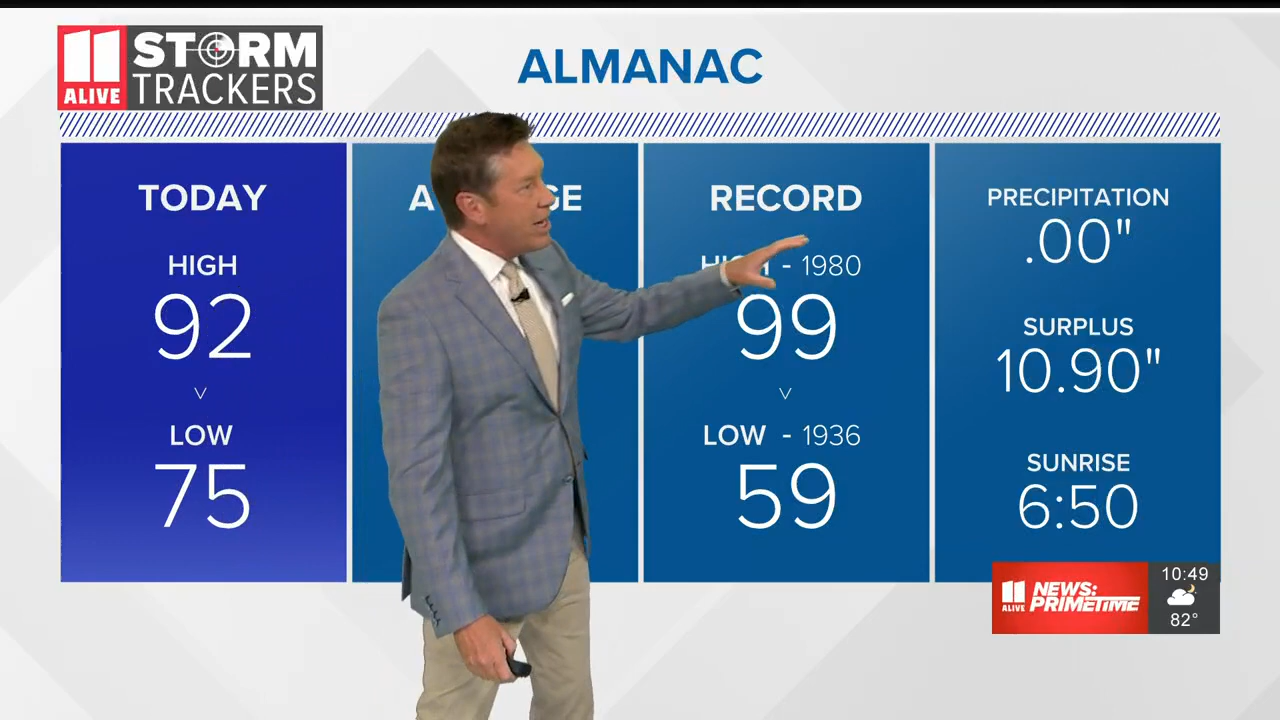 11
ALIVE
STORM
TRACKERS
ALMANAC
TODAY
HIGH
92
LOW
75
RECORD
- 1980
99
LOW - 1936
59
PRECIPITATION
.00"
SURPLUS
10.90"
SUNRISE
6:50
11
ALIVE
NEWS:
PRIMETIME
10:49
82°